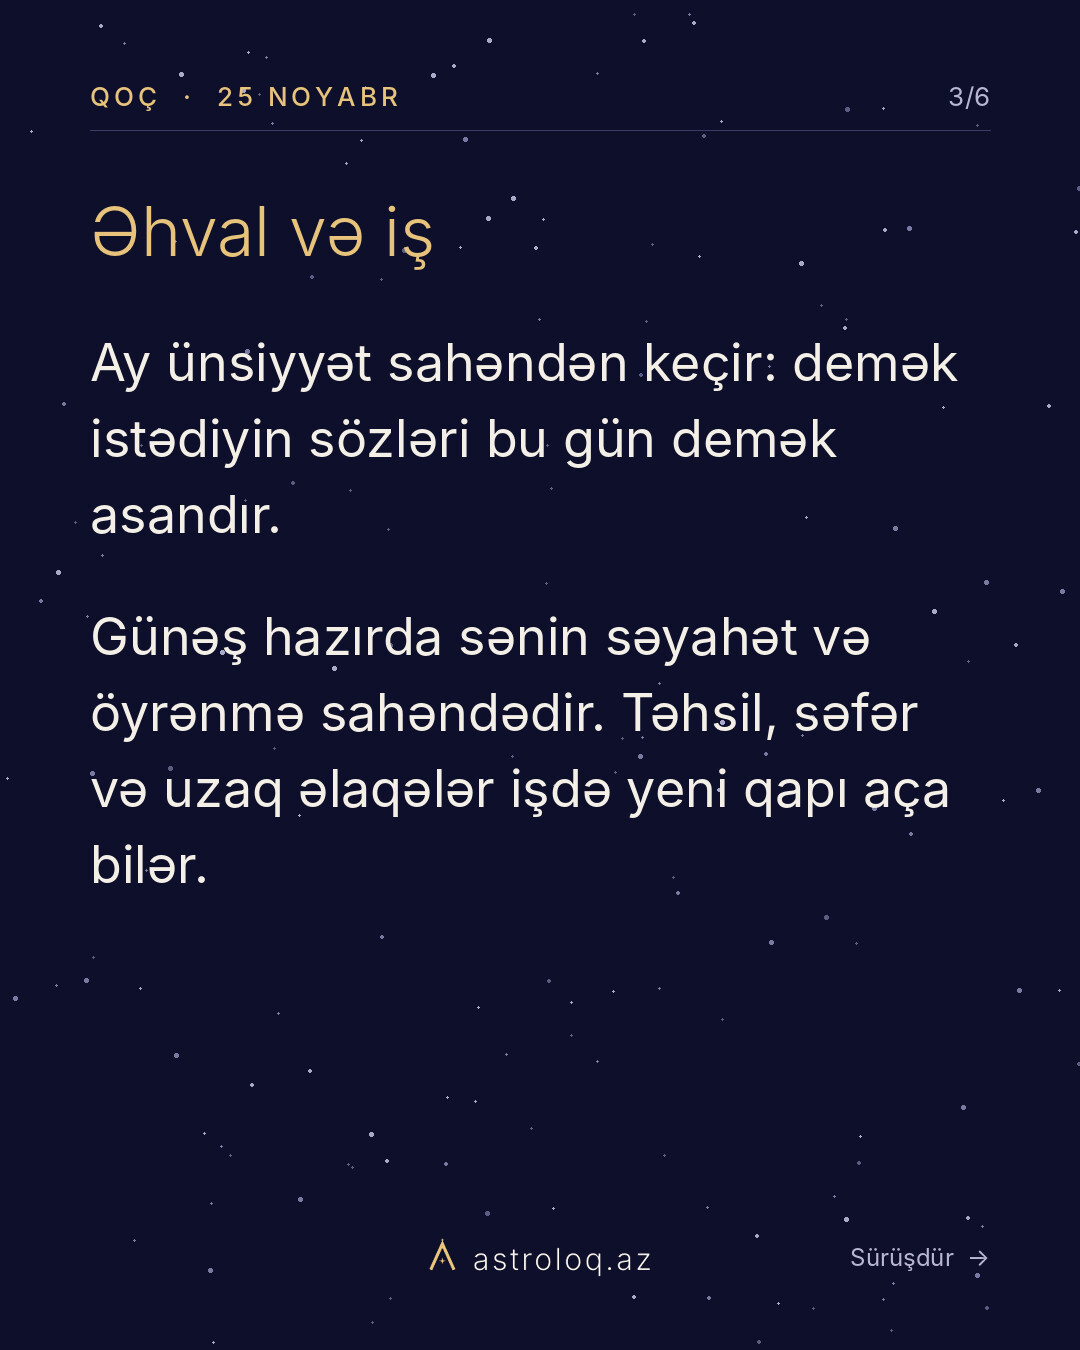 QOÇ · 25 NOYABR 3/6
Əhval və iş
Ay ünsiyyət sahəndən keçir: demək
istədiyin sözləri bu gün demək
asandır.
Günəş hazırda sənin səyahət və
öyrənmə sahəndədir. Təhsil, səfər
və uzaq əlaqələr işdə yeni qapı aça
bilər.
astroloq.az Sürüşdür →